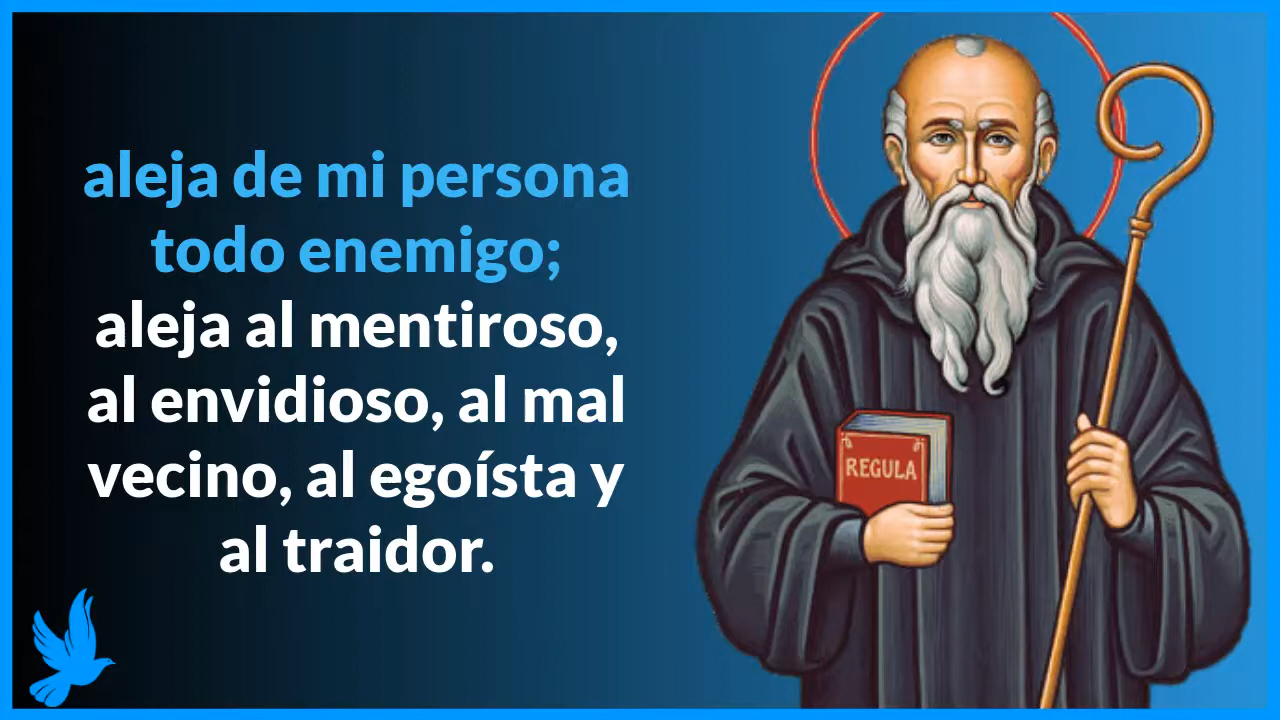 aleja de mi persona
todo enemigo;
aleja al mentiroso,
al envidioso, al mal
vecino, al egoísta y
al traidor.
REGULA